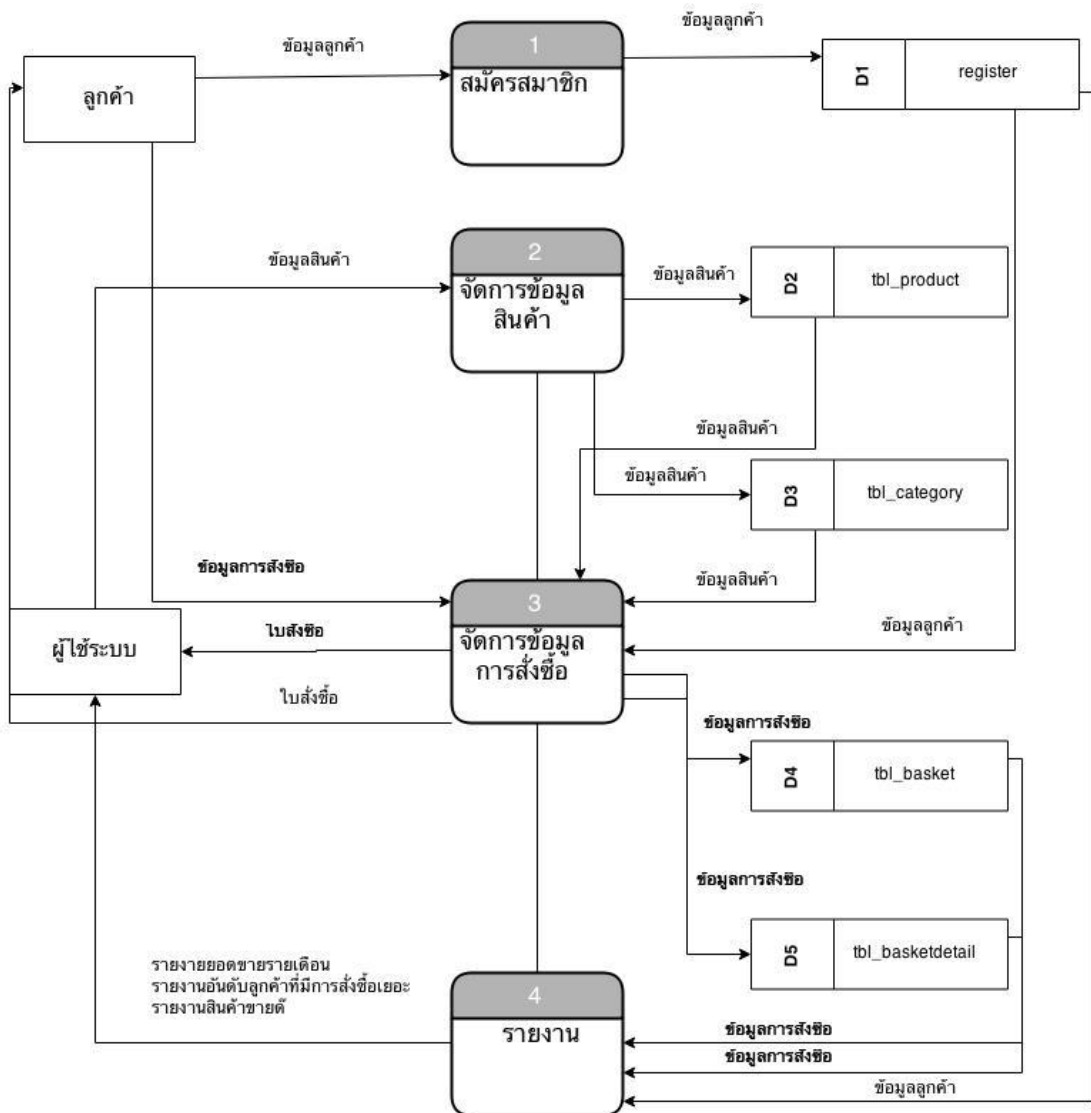 ข้อมูลลูกค้า
1
ข้อมูลลูกค้า
ลูกค้า
สมัครสมาชิก
D1
register
ข้อมูลสินค้า
2
จัดการข้อมูล
สินค้า
ข้อมูลสินค้า
D2
tbl_product
ข้อมูลสินค้า
ข้อมูลสินค้า
D3
tbl_category
ข้อมูลการสั่งซื้อ
3
ข้อมูลสินค้า
ผู้ใช้ระบบ
ใบสั่งซื้อ
จัดการข้อมูล
การสั่งซื้อ
ข้อมูลลูกค้า
ใบสั่งซื้อ
ข้อมูลการสั่งซื้อ
D4
tbl_basket
ข้อมูลการสั่งซื้อ
D5
tbl_basketdetail
รายงายยอดขายรายเดือน
รายงานอันดับลูกค้าที่มีการสั่งซื้อเยอะ
รายงานสินค้าขายดี
4
รายงาน
ข้อมูลการสั่งซื้อ
ข้อมูลการสั่งซื้อ
ข้อมูลลูกค้า